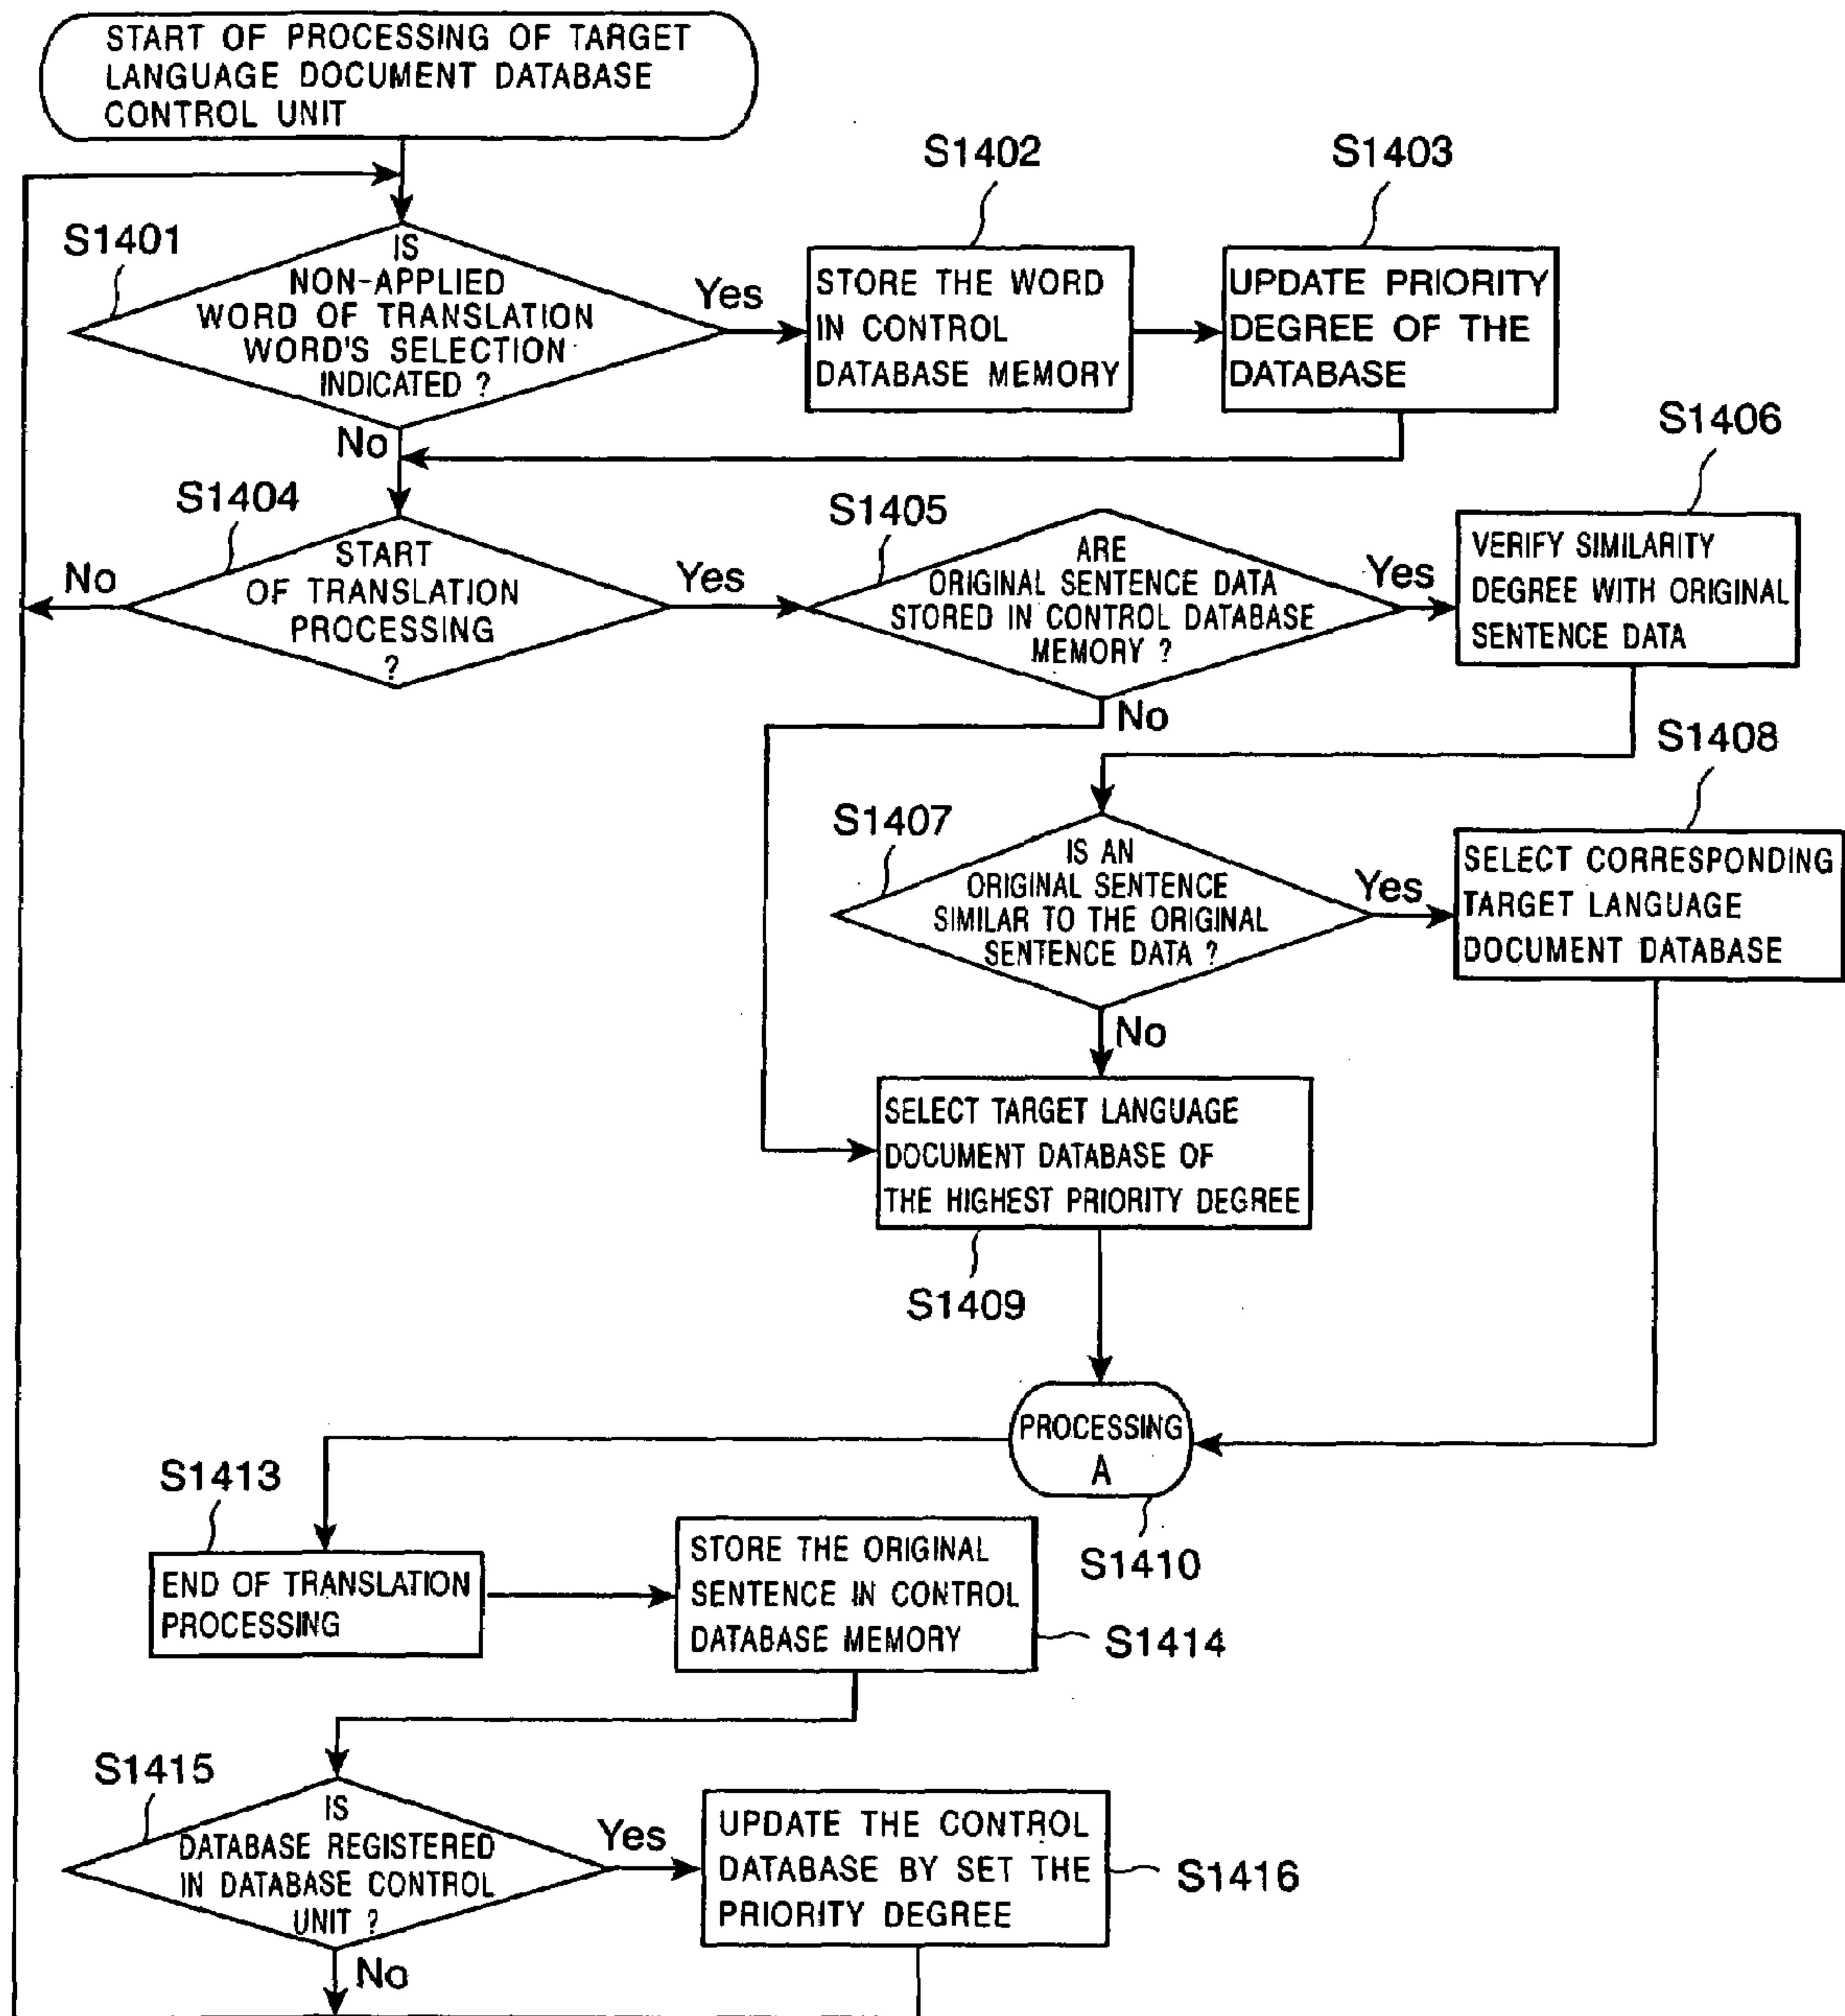 START OF PROCESSING OF TARGET
LANGUAGE DOCUMENT DATABASE
CONTROL UNIT
S1401
IS
NON-APPLIED
WORD OF TRANSLATION
WORD'S SELECTION
INDICATED ?
Yes
No
S1402
STORE THE WORD
IN CONTROL
DATABASE MEMORY
S1403
UPDATE PRIORITY
DEGREE OF THE
DATABASE
S1404
START
OF TRANSLATION
PROCESSING
?
No
Yes
S1405
ARE
ORIGINAL SENTENCE DATA
STORED IN CONTROL DATABASE
MEMORY ?
Yes
No
S1406
VERIFY SIMILARITY
DEGREE WITH ORIGINAL
SENTENCE DATA
S1407
IS AN
ORIGINAL SENTENCE
SIMILAR TO THE ORIGINAL
SENTENCE DATA ?
Yes
No
S1408
SELECT CORRESPONDING
TARGET LANGUAGE
DOCUMENT DATABASE
SELECT TARGET LANGUAGE
DOCUMENT DATABASE OF
THE HIGHEST PRIORITY DEGREE
S1409
PROCESSING
A
S1410
S1413
END OF TRANSLATION
PROCESSING
STORE THE ORIGINAL
SENTENCE IN CONTROL
DATABASE MEMORY
S1414
S1415
IS
DATABASE REGISTERED
IN DATABASE CONTROL
UNIT ?
Yes
No
UPDATE THE CONTROL
DATABASE BY SET THE
PRIORITY DEGREE
S1416